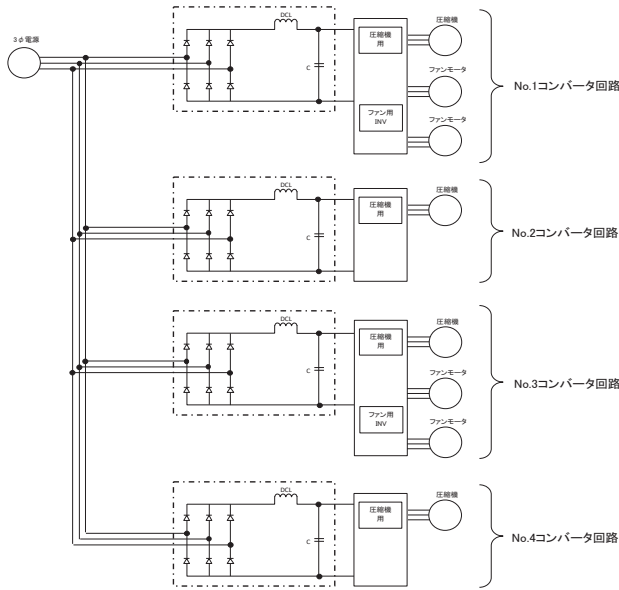 3φ電源
DCL
C
圧縮機
用
ファン用
INV
圧縮機
ファンモータ
ファンモータ
No.1コンバータ回路
DCL
C
圧縮機
用
圧縮機
No.2コンバータ回路
DCL
C
圧縮機
用
ファン用
INV
圧縮機
ファンモータ
ファンモータ
No.3コンバータ回路
DCL
C
圧縮機
用
圧縮機
No.4コンバータ回路